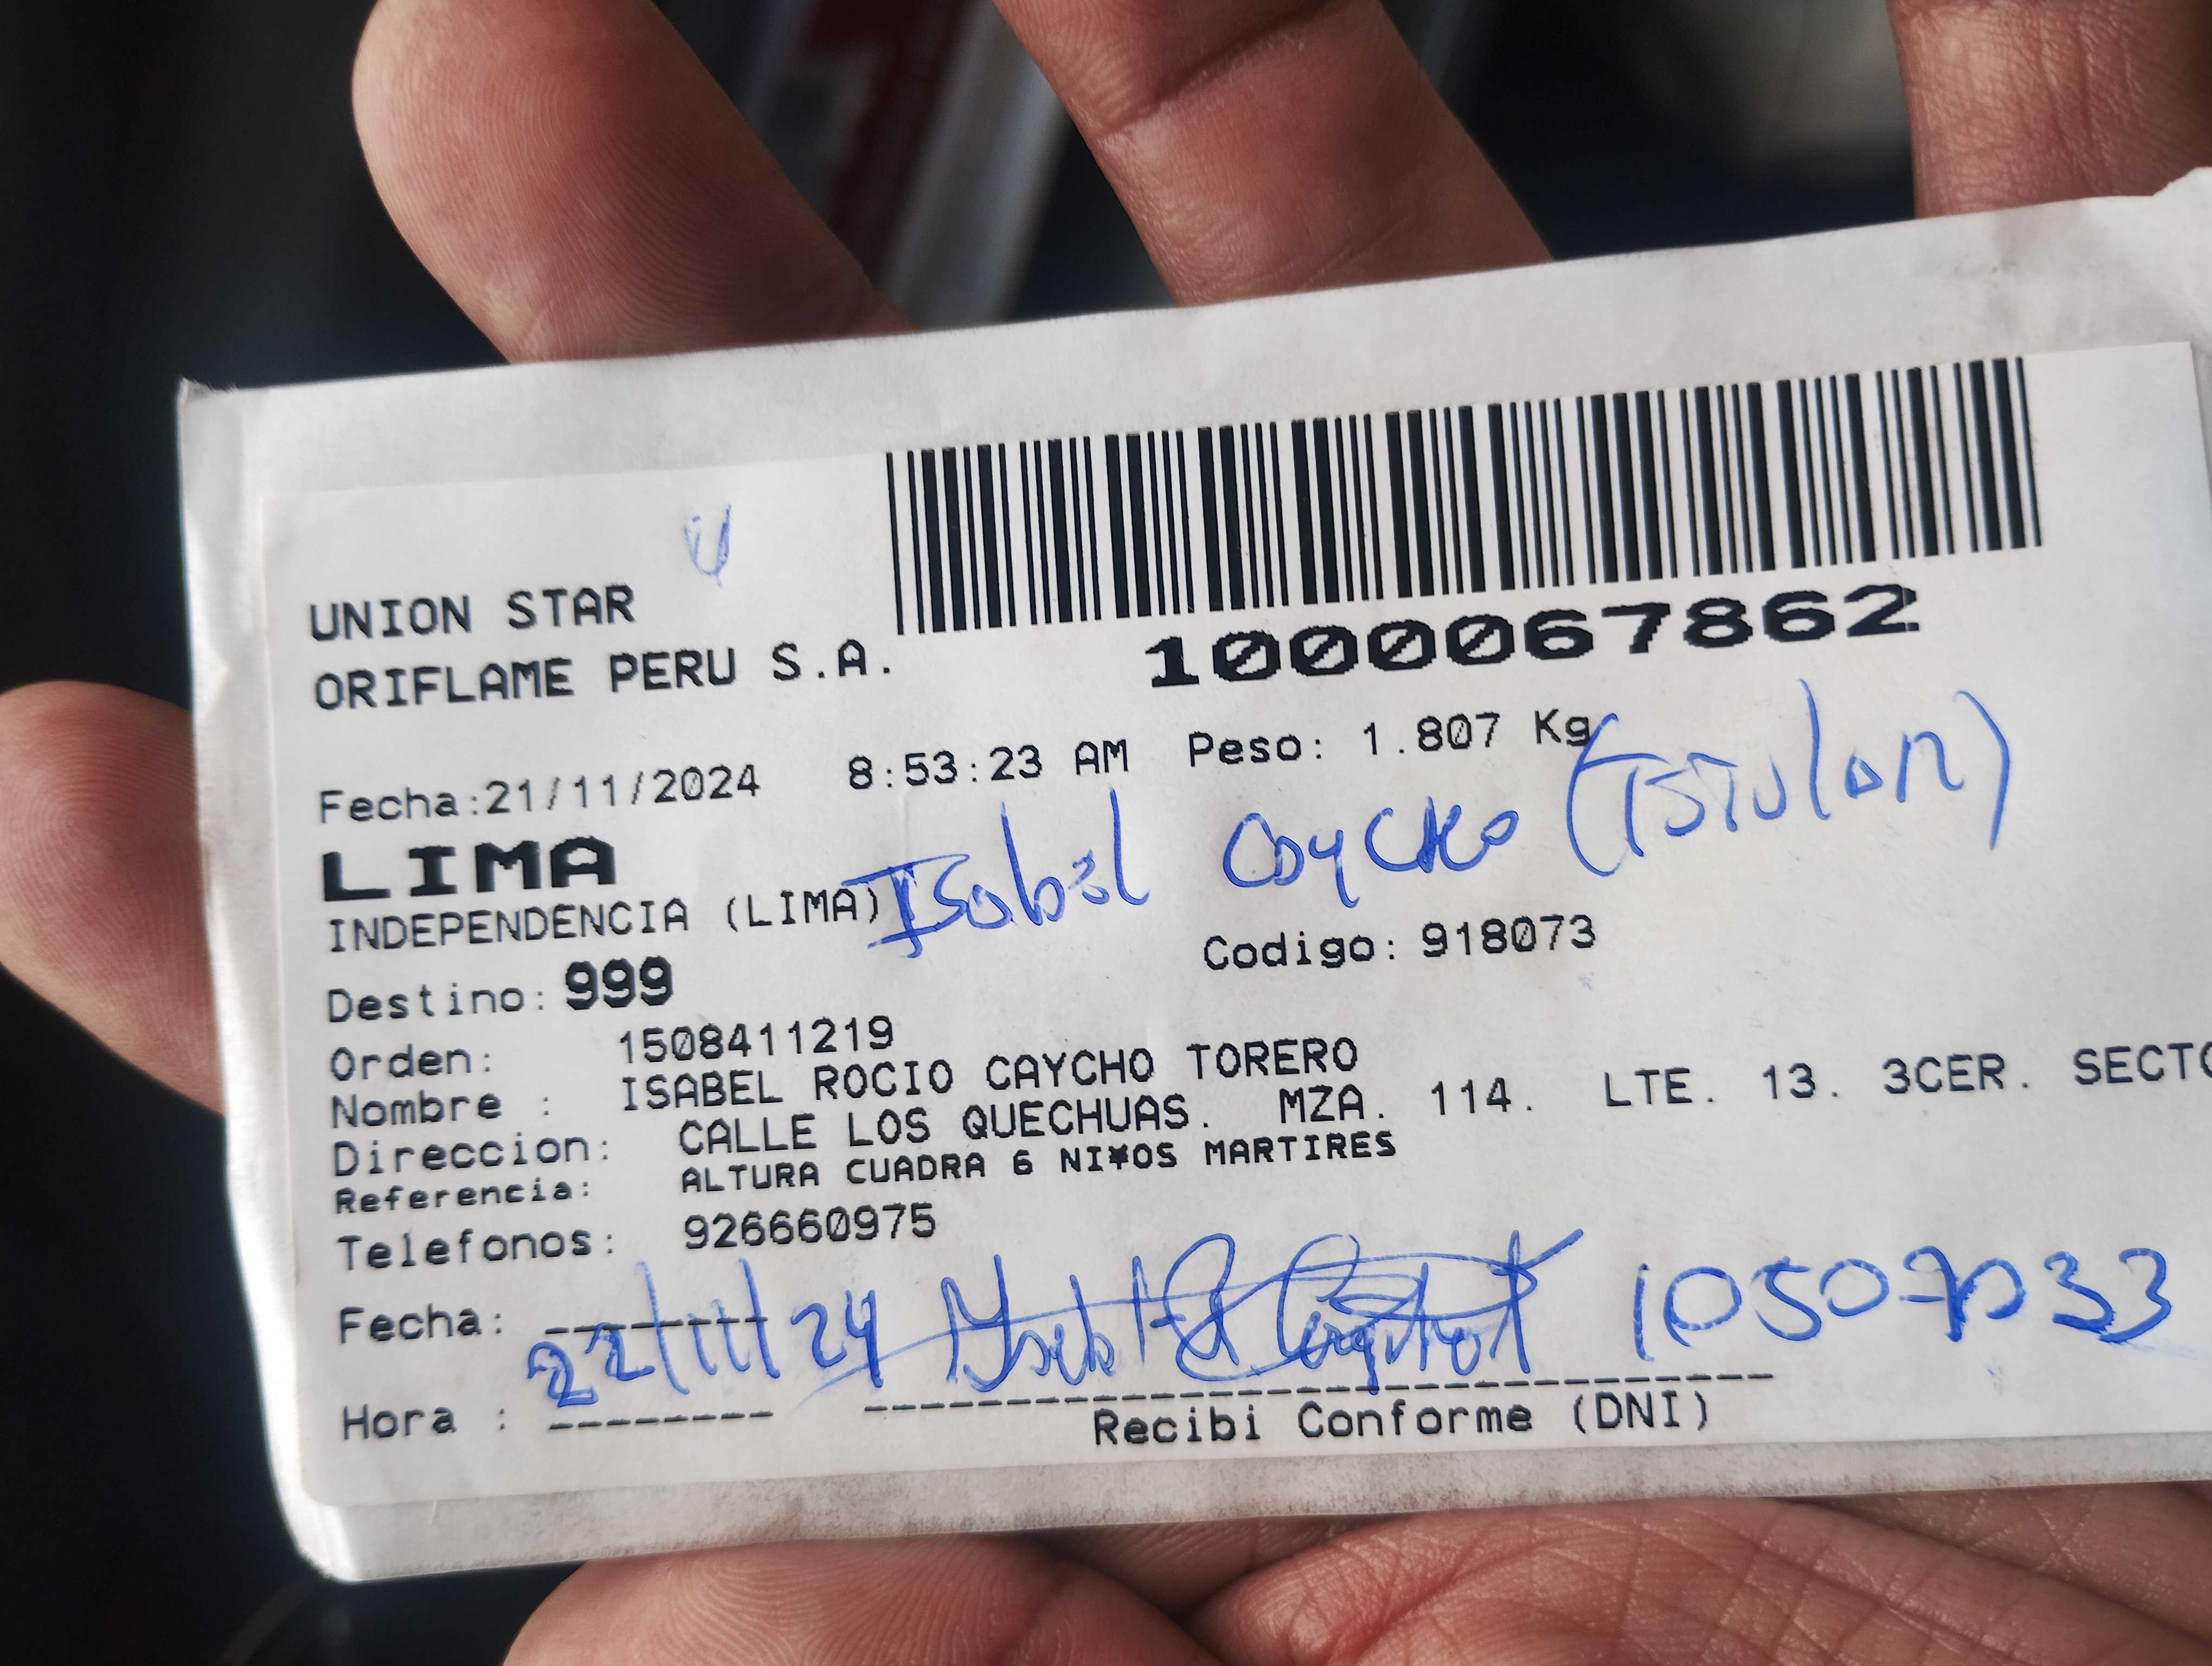 UNION STAR
ORIFLAME PERU S.A.
1000067862
Fecha:21/11/2024 8:53:23 AM Peso: 1.807 Kg
LIMA
Isabel Caycho (Titular)
INDEPENDENCIA (LIMA)
Codigo: 918073
Destino: 999
Orden: 1508411219
Nombre : ISABEL ROCIO CAYCHO TORERO
Direccion: CALLE LOS QUECHUAS. MZA. 114. LTE. 13. 3CER. SECTO
Referencia: ALTURA CUADRA 6 NI¥OS MARTIRES
Telefonos: 926660975
Fecha: 22/11/24
Hora :
Recibi Conforme (DNI)